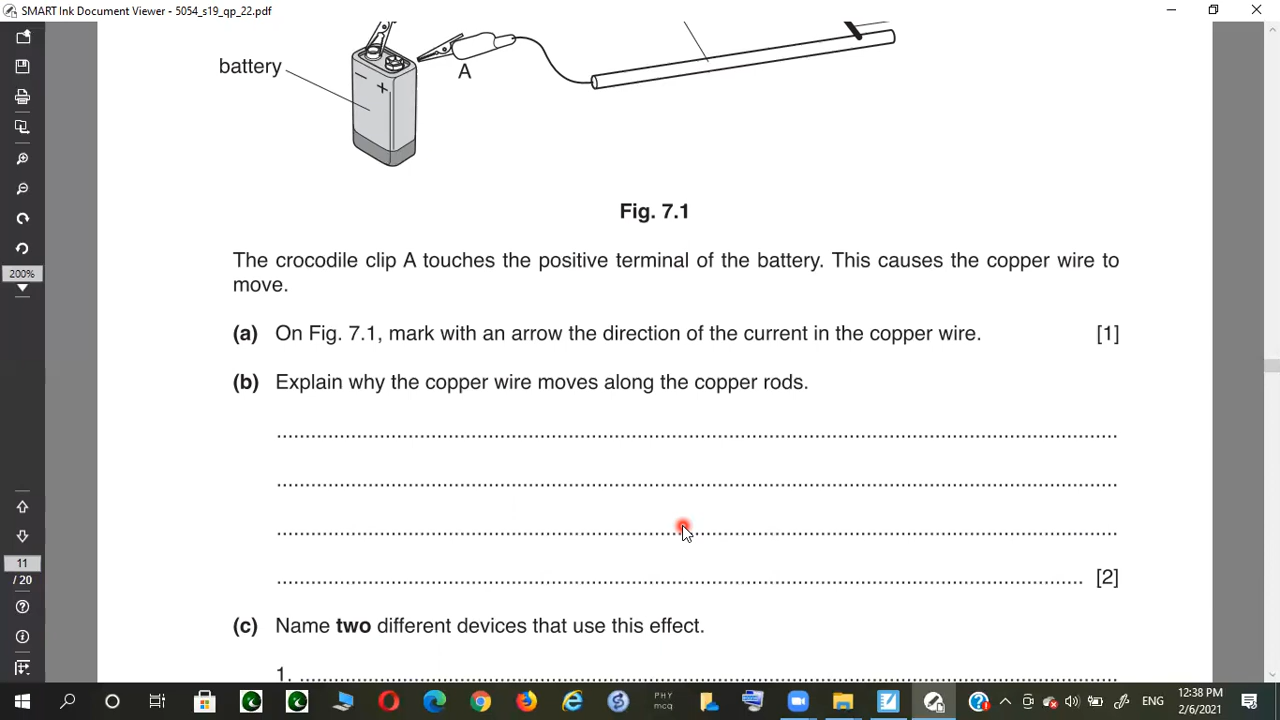 SMART Ink Document Viewer - 5054_s19_qp_22.pdf
battery
A
–
+
Fig. 7.1
The crocodile clip A touches the positive terminal of the battery. This causes the copper wire to
move.
(a) On Fig. 7.1, mark with an arrow the direction of the current in the copper wire. [1]
(b) Explain why the copper wire moves along the copper rods.
[2]
(c) Name two different devices that use this effect.
1.
200%
11
/ 20
PHY
mcq
ENG
12:38 PM
2/6/2021